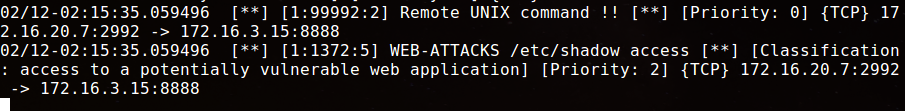 02/12-02:15:35.059496  [**] [1:99992:2] Remote UNIX command !! [**] [Priority: 0] {TCP} 17
2.16.20.7:2992 -> 172.16.3.15:8888
02/12-02:15:35.059496  [**] [1:1372:5] WEB-ATTACKS /etc/shadow access [**] [Classification
: access to a potentially vulnerable web application] [Priority: 2] {TCP} 172.16.20.7:2992
 -> 172.16.3.15:8888